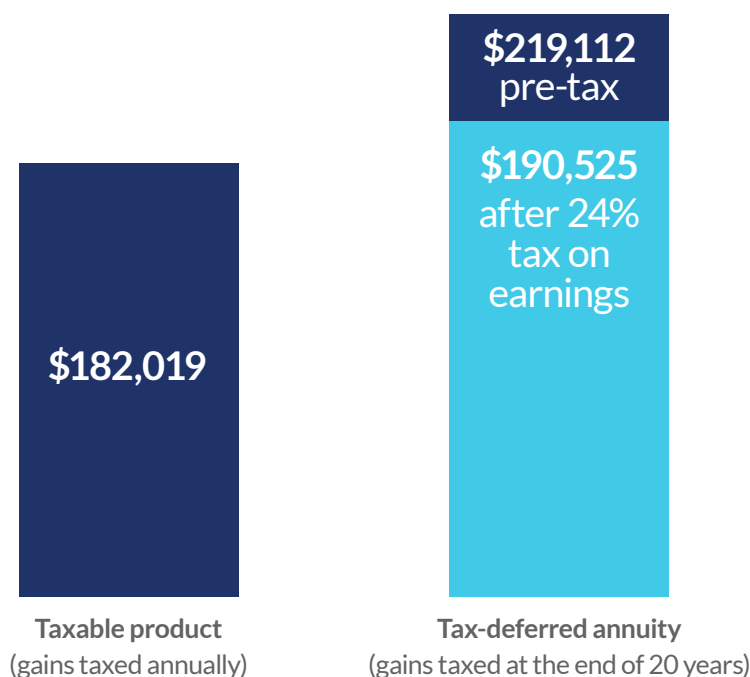 $219,112
pre-tax
$190,525
after 24%
tax on
earnings
$182,019
Taxable product
(gains taxed annually)
Tax-deferred annuity
(gains taxed at the end of 20 years)